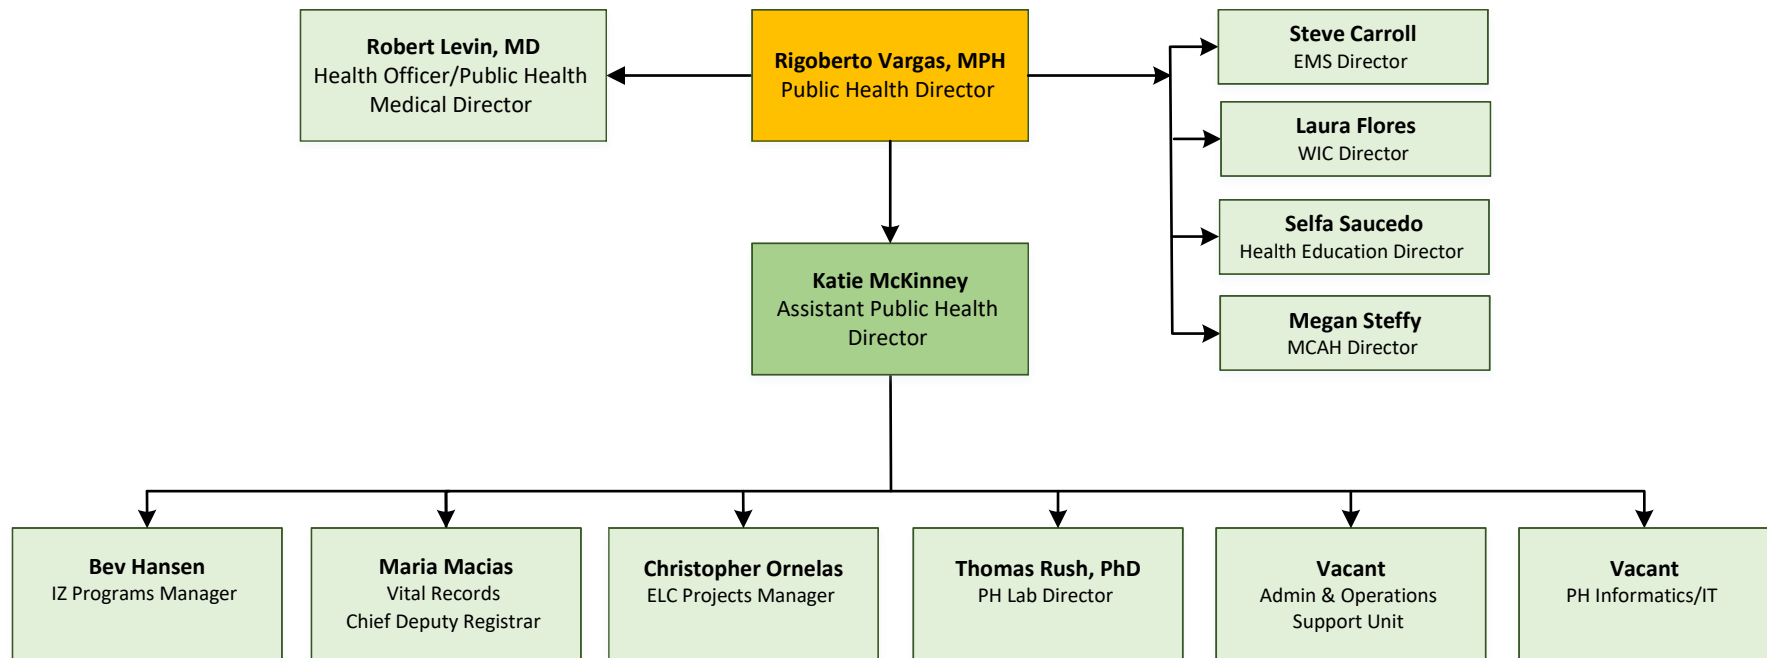 Robert Levin, MD
Health Officer/Public Health
Medical Director
Rigoberto Vargas, MPH
Public Health Director
Steve Carroll
EMS Director
Laura Flores
WIC Director
Selfa Saucedo
Health Education Director
Megan Steffy
MCAH Director
Katie McKinney
Assistant Public Health
Director
Bev Hansen
IZ Programs Manager
Maria Macias
Vital Records
Chief Deputy Registrar
Christopher Ornelas
ELC Projects Manager
Thomas Rush, PhD
PH Lab Director
Vacant
Admin & Operations
Support Unit
Vacant
PH Informatics/IT